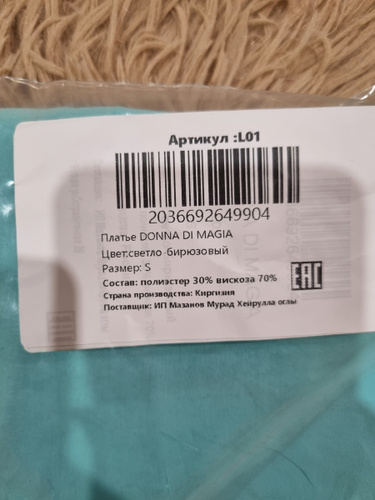 Артикул :L01
2036692649904
Платье DONNA DI MAGIA
Цвет:светло бирюзовый
Размер: S
Состав: полиэстер 30% вискоза 70%
Страна производства: Киргизия
Поставщик: ИП Мазанов Мурад Хейрулла оглы
EAC